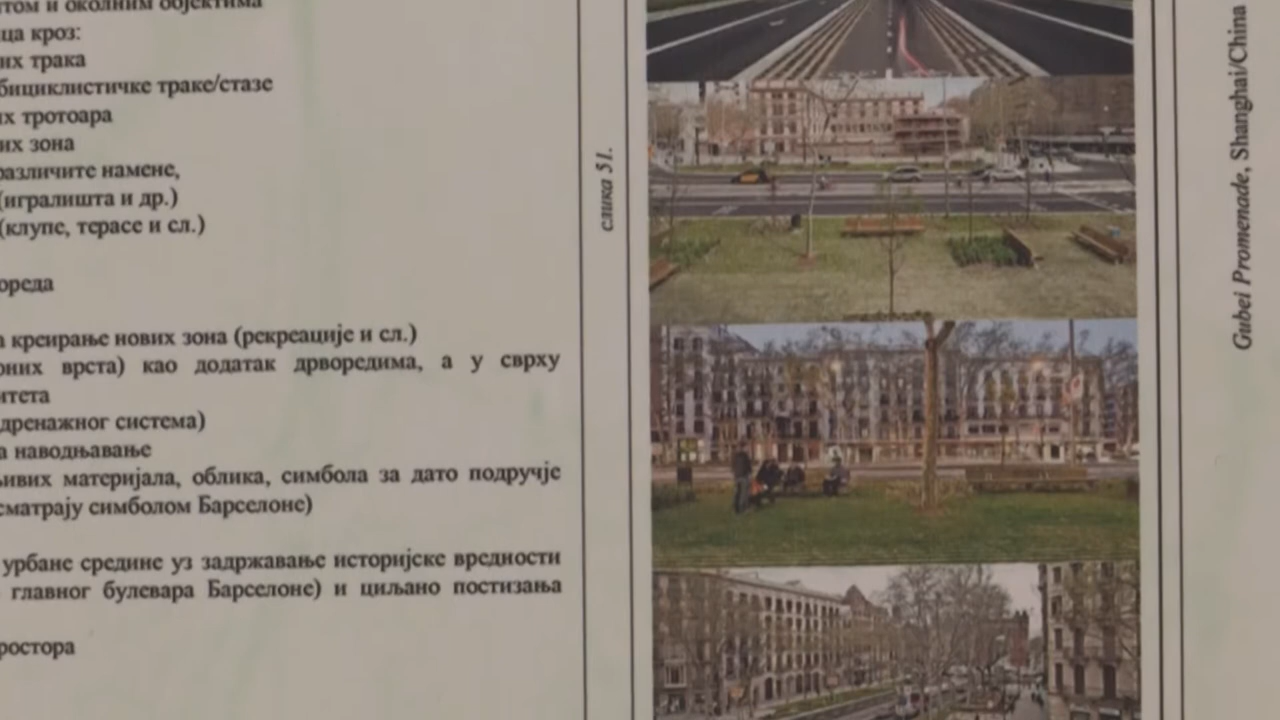 том и околним објектима
ца кроз:
их трака
бициклистичке траке/стазе
их тротоара
их зона
различите намене,
(игралишта и др.)
(клупе, терасе и сл.)
ореда
а креирање нових зона (рекреације и сл.)
оних врста) као додатак дрворедима, а у сврху
итета
дренажног система)
а наводњавање
ьивих материјала, облика, симбола за дато подручје
сматрају симболом Барселоне)
урбане средине уз задржавање историјске вредности
главног булевара Барселоне) и циљано постизања
ростора
слика 51.
Gubei Promenade, Shanghai/China